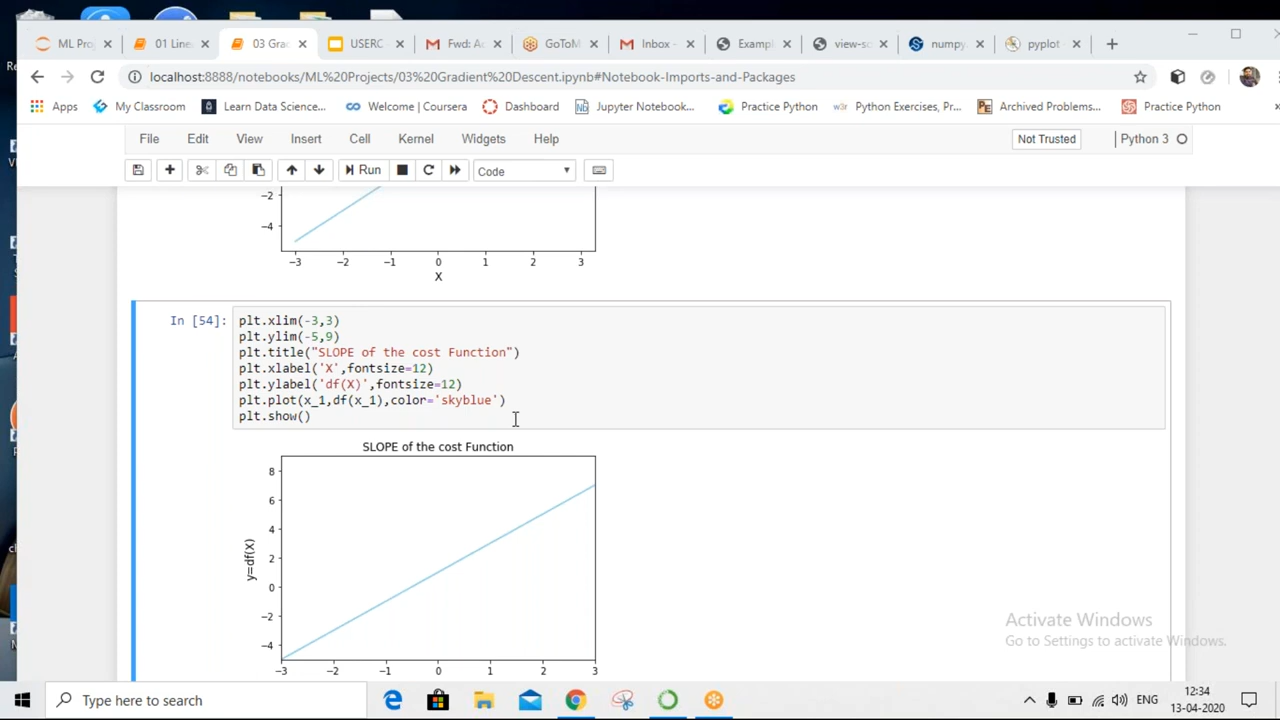 ML Proj
01 Line
03 Grad
USERC
Fwd: A
GoToM
Inbox -
Exampl
view-so
numpy.
pyplot
localhost:8888/notebooks/ML%20Projects/03%20Gradient%20Descent.ipynb#Notebook-Imports-and-Packages
Apps
My Classroom
Learn Data Science...
Welcome | Coursera
Dashboard
Jupyter Notebook...
Practice Python
Python Exercises, Pr...
Archived Problems...
Practice Python
File Edit View Insert Cell Kernel Widgets Help
Not Trusted
Python 3
Run
Code
−2
−4
−3 −2 −1 0 1 2 3
X
In [54]:
plt.xlim(-3,3)
plt.ylim(-5,9)
plt.title("SLOPE of the cost Function")
plt.xlabel('X',fontsize=12)
plt.ylabel('df(X)',fontsize=12)
plt.plot(x_1,df(x_1),color='skyblue')
plt.show()
SLOPE of the cost Function
8
6
4
2
0
−2
−4
y=df(X)
−3 −2 −1 0 1 2 3
Activate Windows
Go to Settings to activate Windows.
Type here to search
ENG
12:34
13-04-2020